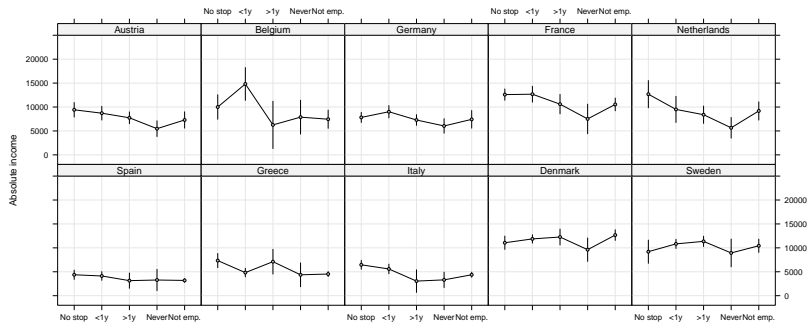 No stop <1y >1y NeverNot emp. No stop <1y >1y NeverNot emp.
Austria Belgium Germany France Netherlands
20000
15000
10000
5000
0
Absolute income
Spain Greece Italy Denmark Sweden
20000
15000
10000
5000
0
No stop <1y >1y NeverNot emp. No stop <1y >1y NeverNot emp. No stop <1y >1y NeverNot emp.